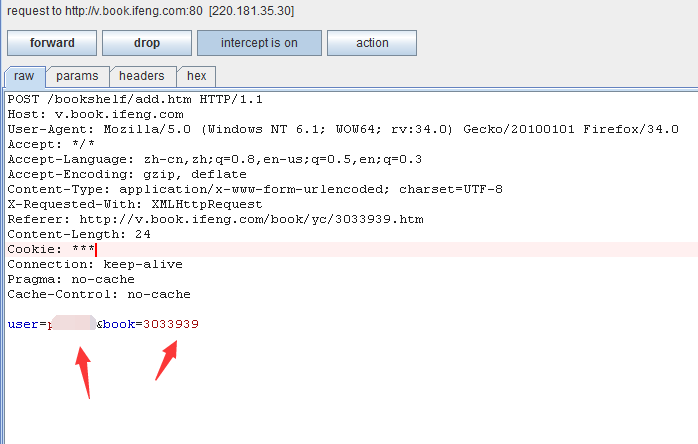 request to http://v.book.ifeng.com:80 [220.181.35.30]
forward drop intercept is on action
raw params headers hex
POST /bookshelf/add.htm HTTP/1.1
Host: v.book.ifeng.com
User-Agent: Mozilla/5.0 (Windows NT 6.1; WOW64; rv:34.0) Gecko/20100101 Firefox/34.0
Accept: */*
Accept-Language: zh-cn,zh;q=0.8,en-us;q=0.5,en;q=0.3
Accept-Encoding: gzip, deflate
Content-Type: application/x-www-form-urlencoded; charset=UTF-8
X-Requested-With: XMLHttpRequest
Referer: http://v.book.ifeng.com/book/yc/3033939.htm
Content-Length: 24
Cookie: ***
Connection: keep-alive
Pragma: no-cache
Cache-Control: no-cache
user= &book=3033939